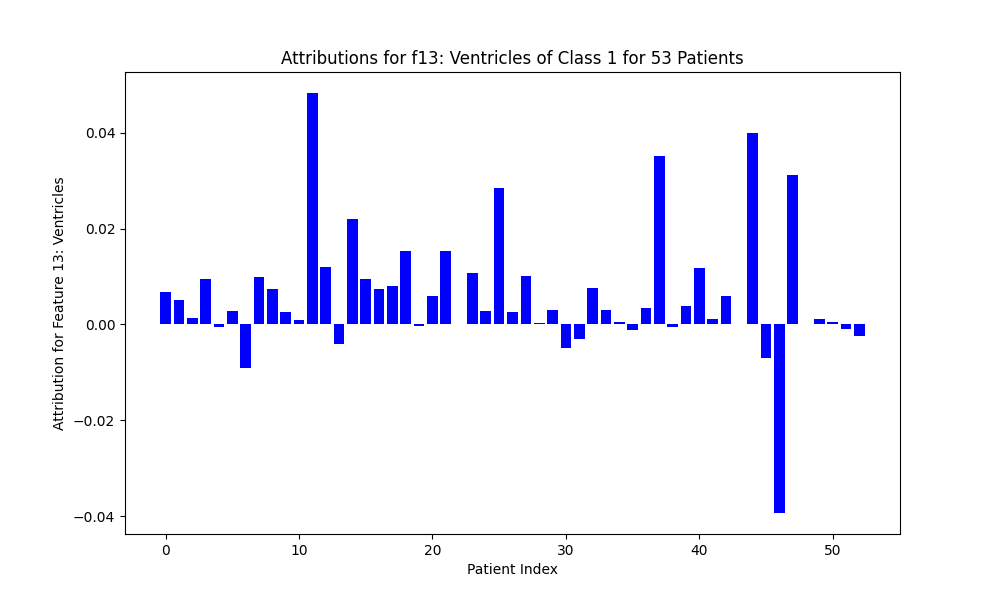 Attributions for f13: Ventricles of Class 1 for 53 Patients
Attribution for Feature 13: Ventricles
0.04
0.02
0.00
−0.02
−0.04
0 10 20 30 40 50
Patient Index